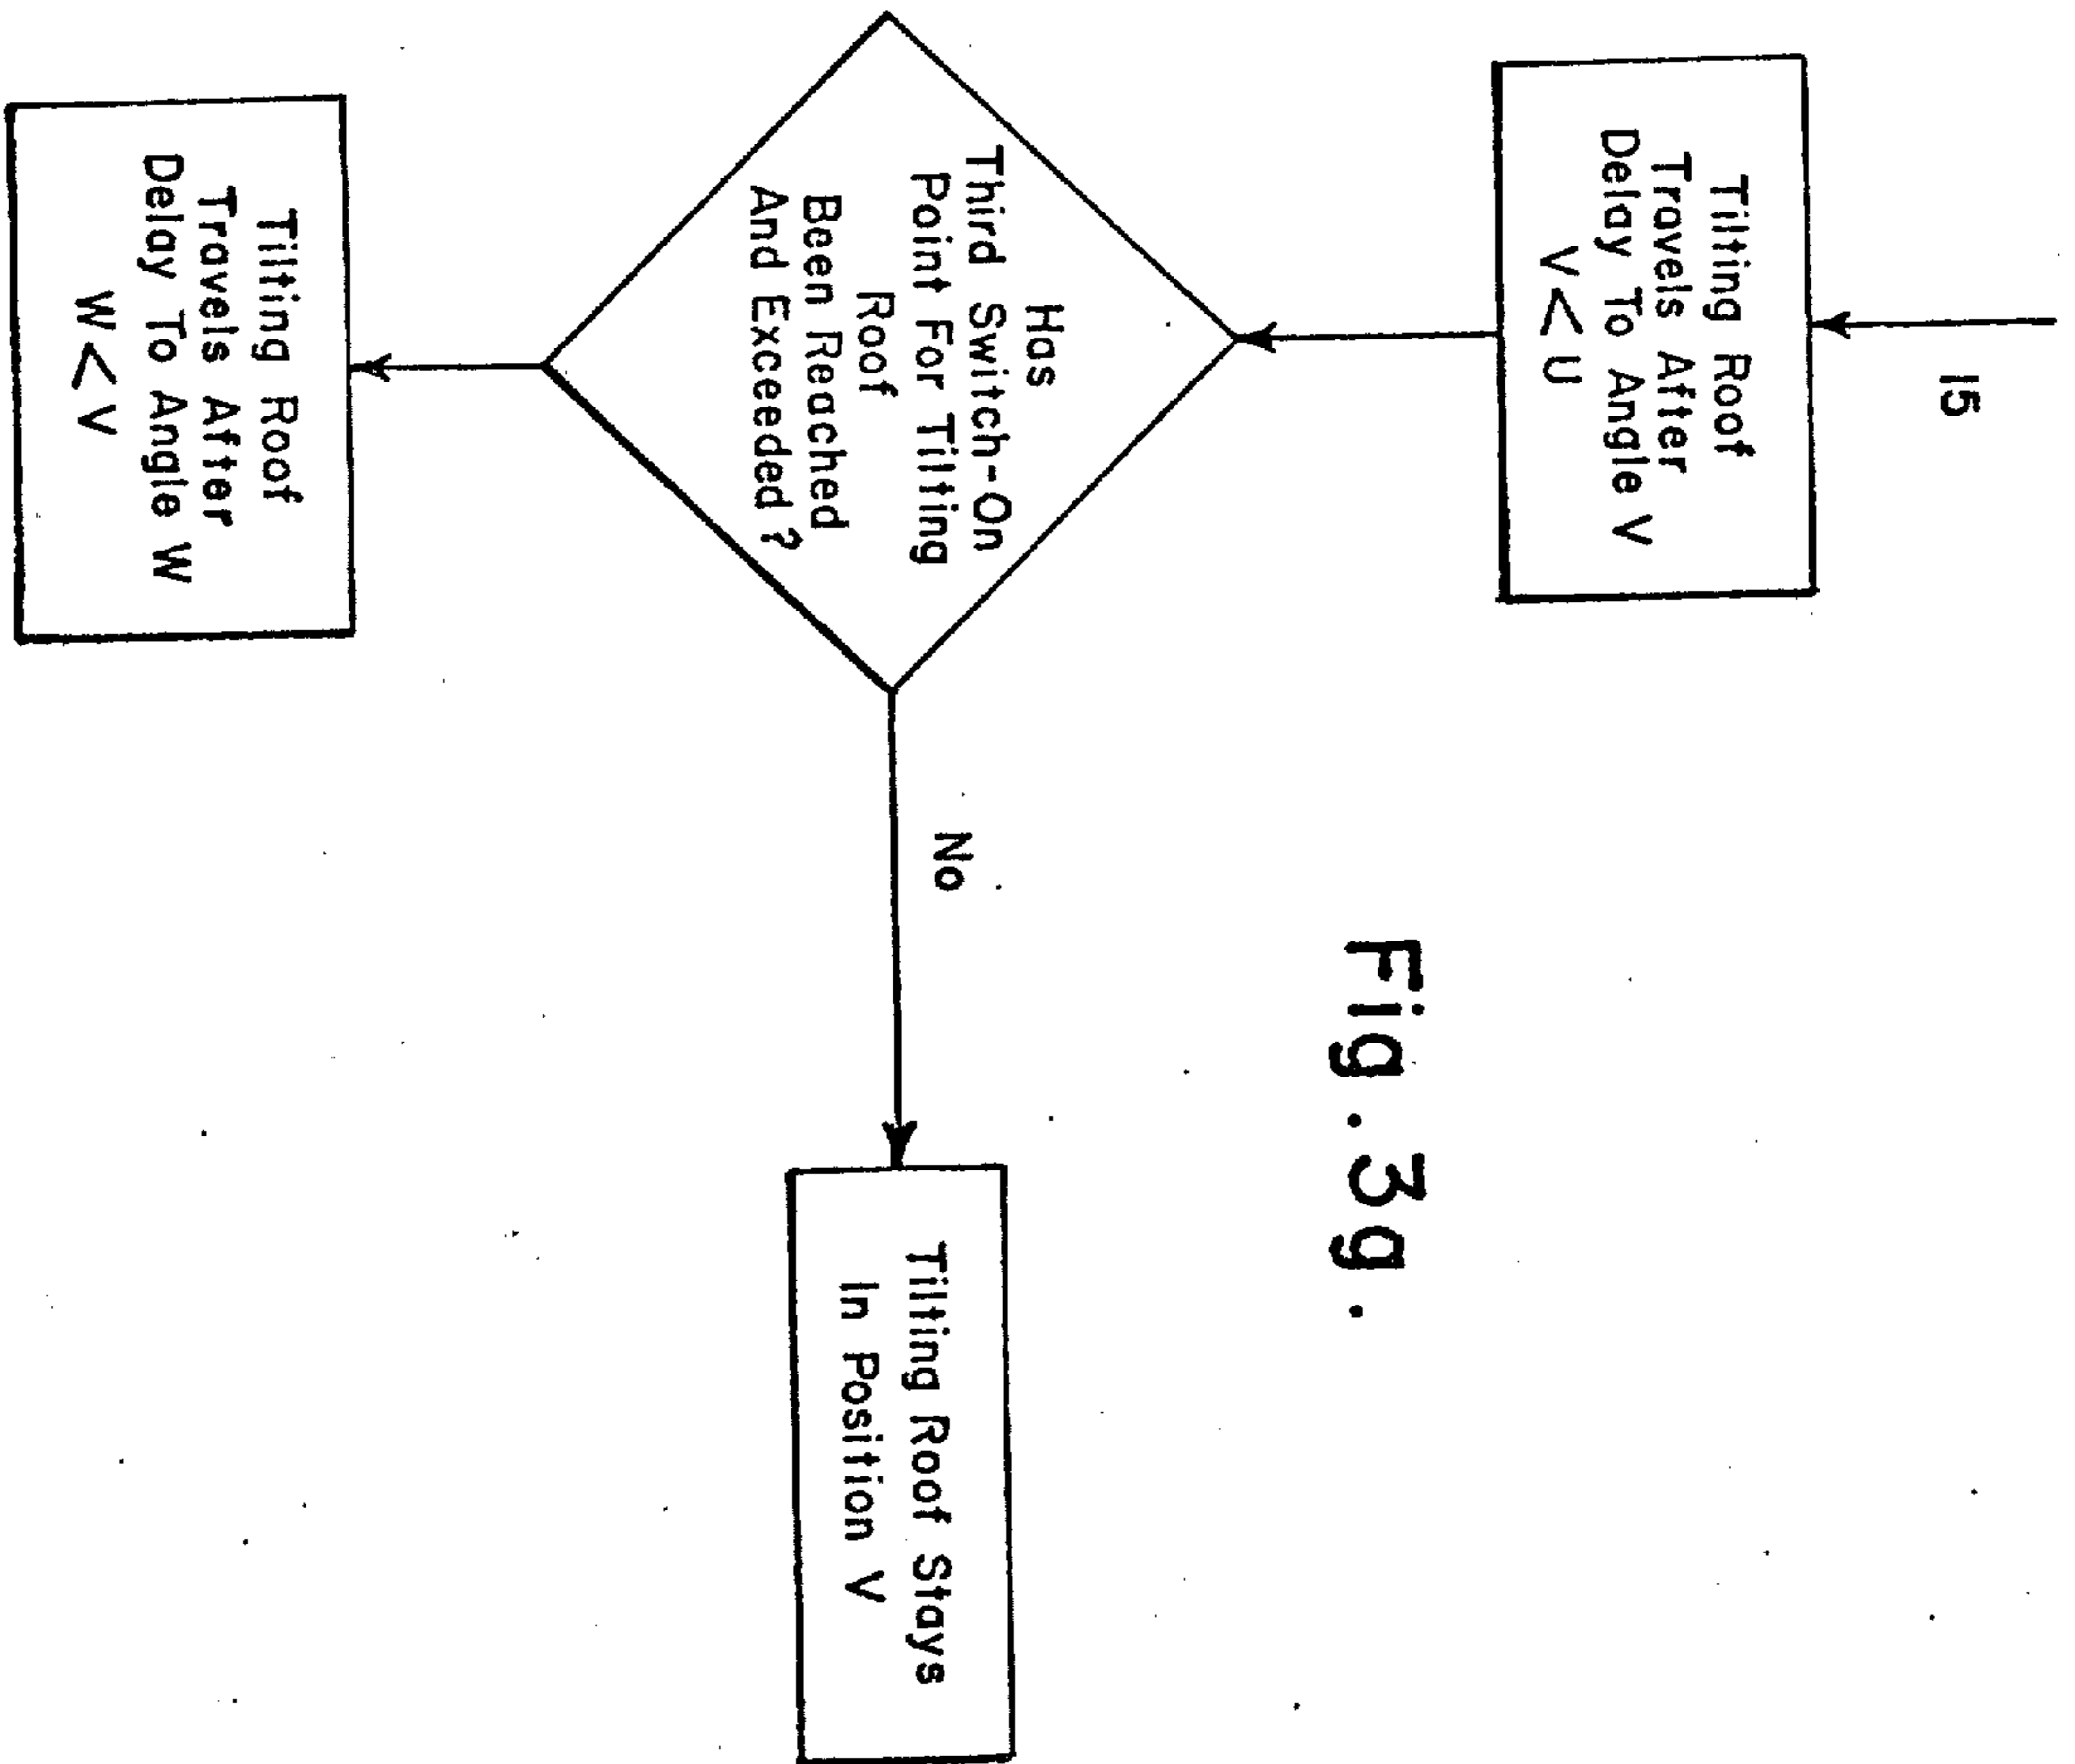 15
Tilting Roof
Travels After
Delay To Angle V
V < U
Fig. 3g.
Has
Third Switch-On
Point For Tilting
Roof
Been Reached
And Exceeded ?
No
Tilting Roof Stays
In Position V
Tilting Roof
Travels After
Delay To Angle W
W < V